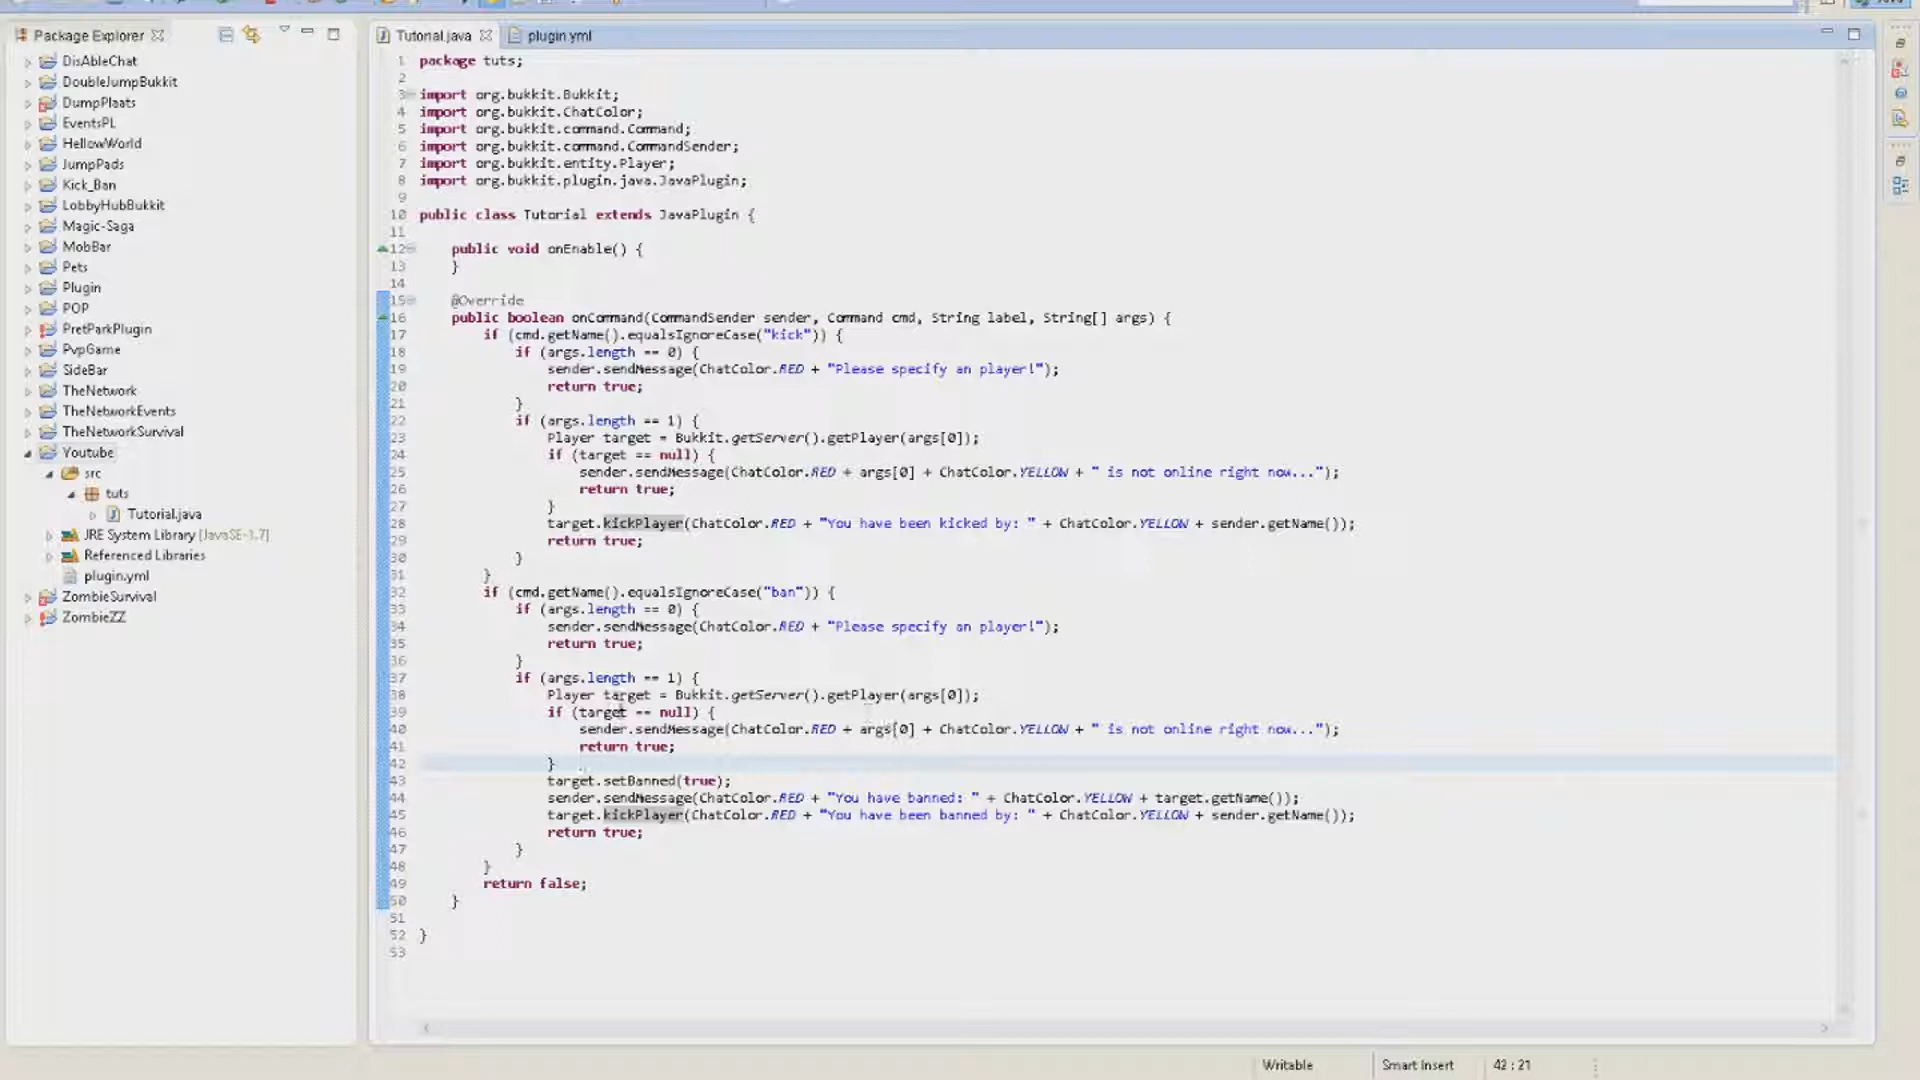 Package Explorer
DisAbleChat
DoubleJumpBukkit
DumpPlaats
EventsPL
HellowWorld
JumpPads
Kick_Ban
LobbyHubBukkit
Magic-Saga
MobBar
Pets
Plugin
POP
PretParkPlugin
PvpGame
SideBar
TheNetwork
TheNetworkEvents
TheNetworkSurvival
Youtube
src
tuts
Tutorial.java
JRE System Library [JavaSE-1.7]
Referenced Libraries
plugin.yml
ZombieSurvival
ZombieZZ
Tutorial.java plugin.yml
1 package tuts;
2
3 import org.bukkit.Bukkit;
4 import org.bukkit.ChatColor;
5 import org.bukkit.command.Command;
6 import org.bukkit.command.CommandSender;
7 import org.bukkit.entity.Player;
8 import org.bukkit.plugin.java.JavaPlugin;
9
10 public class Tutorial extends JavaPlugin {
11
12 public void onEnable() {
13 }
14
15 @Override
16 public boolean onCommand(CommandSender sender, Command cmd, String label, String[] args) {
17 if (cmd.getName().equalsIgnoreCase("kick")) {
18 if (args.length == 0) {
19 sender.sendMessage(ChatColor.RED + "Please specify an player!");
20 return true;
21 }
22 if (args.length == 1) {
23 Player target = Bukkit.getServer().getPlayer(args[0]);
24 if (target == null) {
25 sender.sendMessage(ChatColor.RED + args[0] + ChatColor.YELLOW + " is not online right now...");
26 return true;
27 }
28 target.kickPlayer(ChatColor.RED + "You have been kicked by: " + ChatColor.YELLOW + sender.getName());
29 return true;
30 }
31 }
32 if (cmd.getName().equalsIgnoreCase("ban")) {
33 if (args.length == 0) {
34 sender.sendMessage(ChatColor.RED + "Please specify an player!");
35 return true;
36 }
37 if (args.length == 1) {
38 Player target = Bukkit.getServer().getPlayer(args[0]);
39 if (target == null) {
40 sender.sendMessage(ChatColor.RED + args[0] + ChatColor.YELLOW + " is not online right now...");
41 return true;
42 }
43 target.setBanned(true);
44 sender.sendMessage(ChatColor.RED + "You have banned: " + ChatColor.YELLOW + target.getName());
45 target.kickPlayer(ChatColor.RED + "You have been banned by: " + ChatColor.YELLOW + sender.getName());
46 return true;
47 }
48 }
49 return false;
50 }
51
52 }
53
Writable Smart Insert 42 : 21